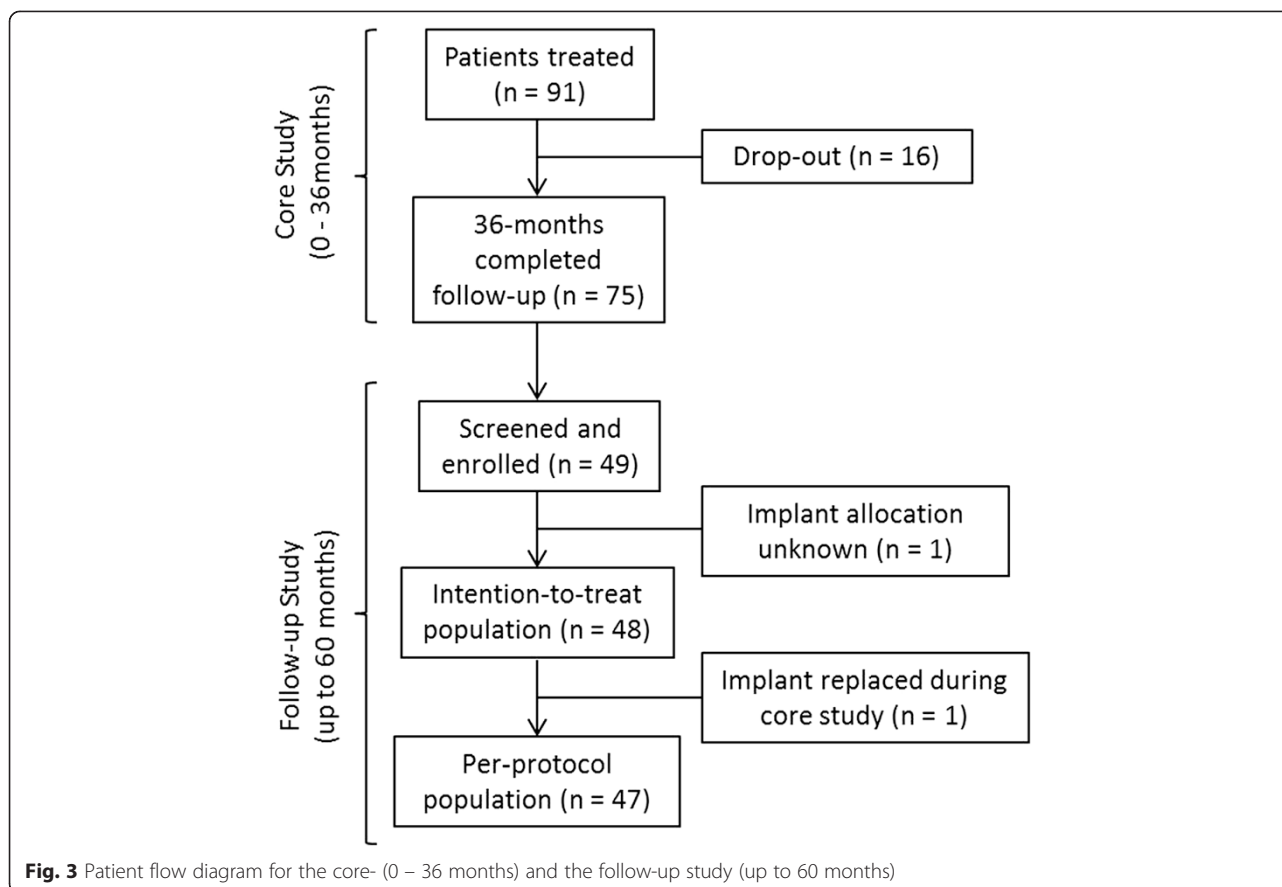 Core Study
(0 - 36months)
Patients treated
(n = 91)
Drop-out (n = 16)
36-months
completed
follow-up (n = 75)
Follow-up Study
(up to 60 months)
Screened and
enrolled (n = 49)
Implant allocation
unknown (n = 1)
Intention-to-treat
population (n = 48)
Implant replaced during
core study (n = 1)
Per-protocol
population (n = 47)
Fig. 3 Patient flow diagram for the core- (0 – 36 months) and the follow-up study (up to 60 months)